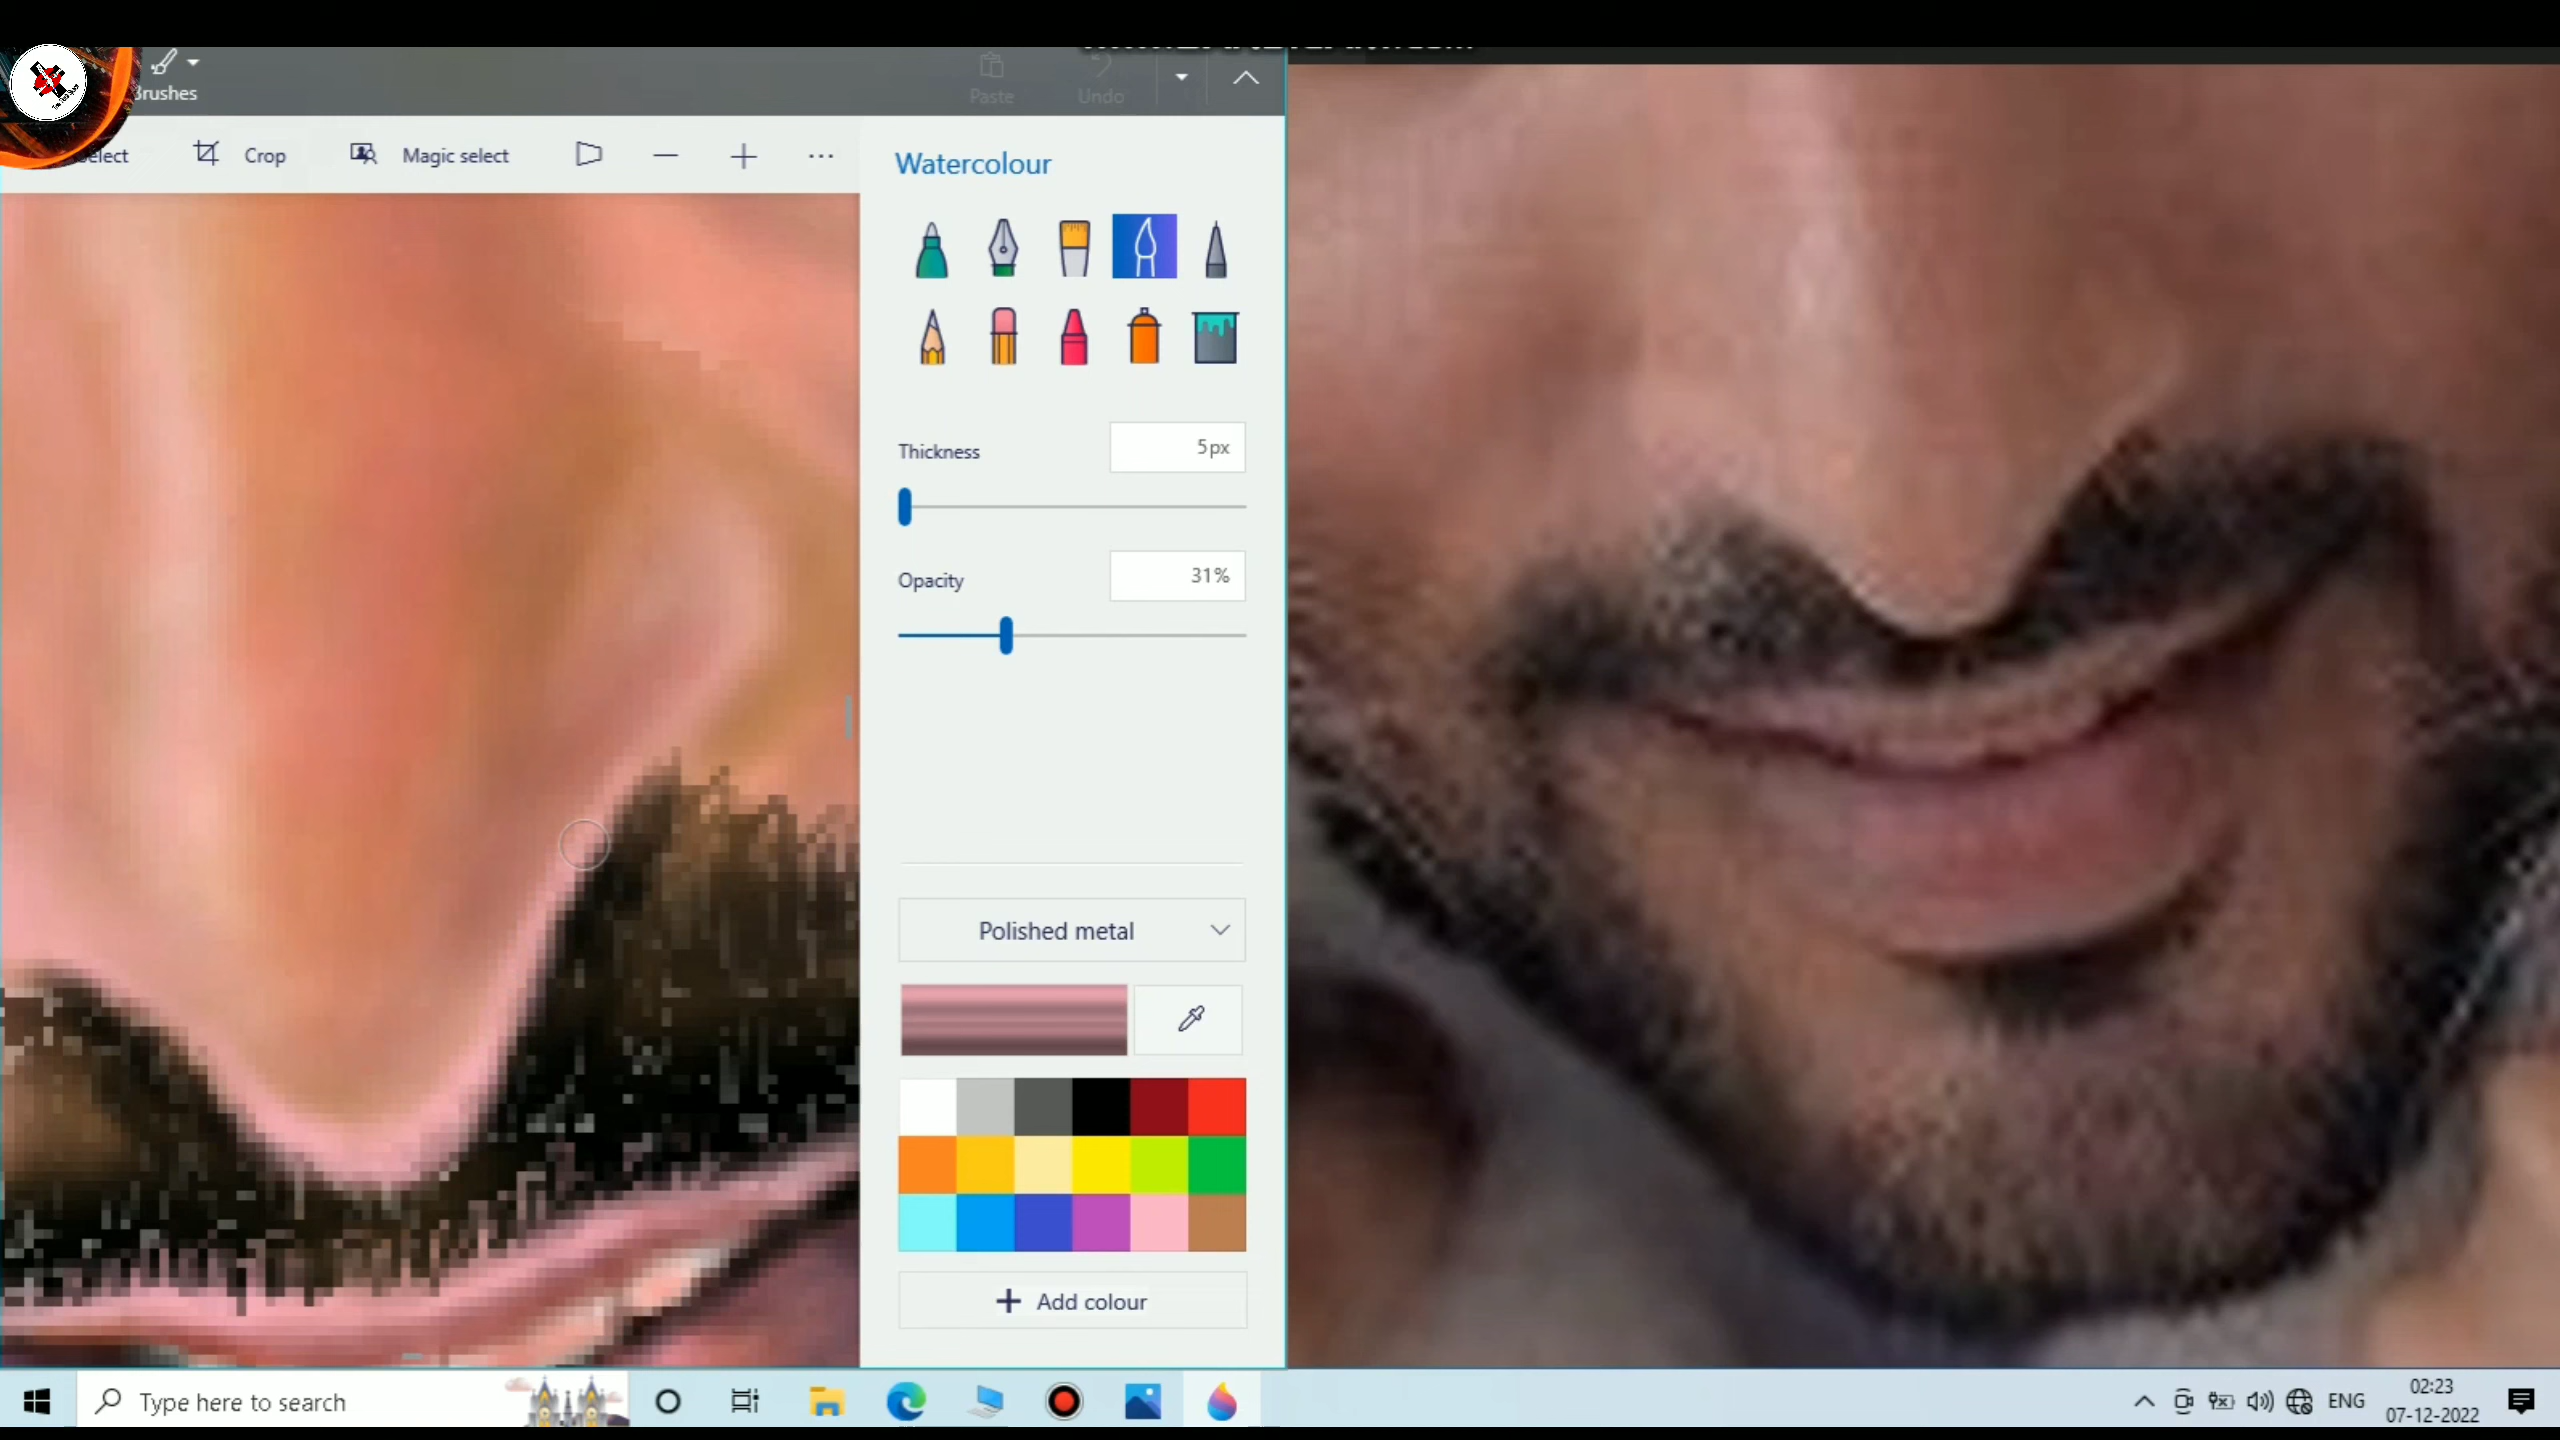 Brushes
Paste
Undo
Select
Crop
Magic select
Watercolour
Thickness
5px
Opacity
31%
Polished metal
Add colour
Type here to search
ENG
02:23
07-12-2022